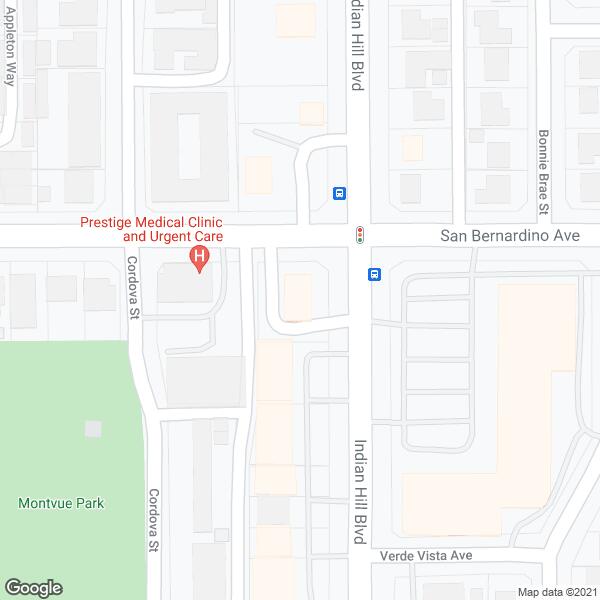 Appleton Way
Indian Hill Blvd
Bonnie Brae St
Prestige Medical Clinic
and Urgent Care
H
San Bernardino Ave
Cordova St
Indian Hill Blvd
Montvue Park
Cordova St
Verde Vista Ave
Google
Map data ©2021